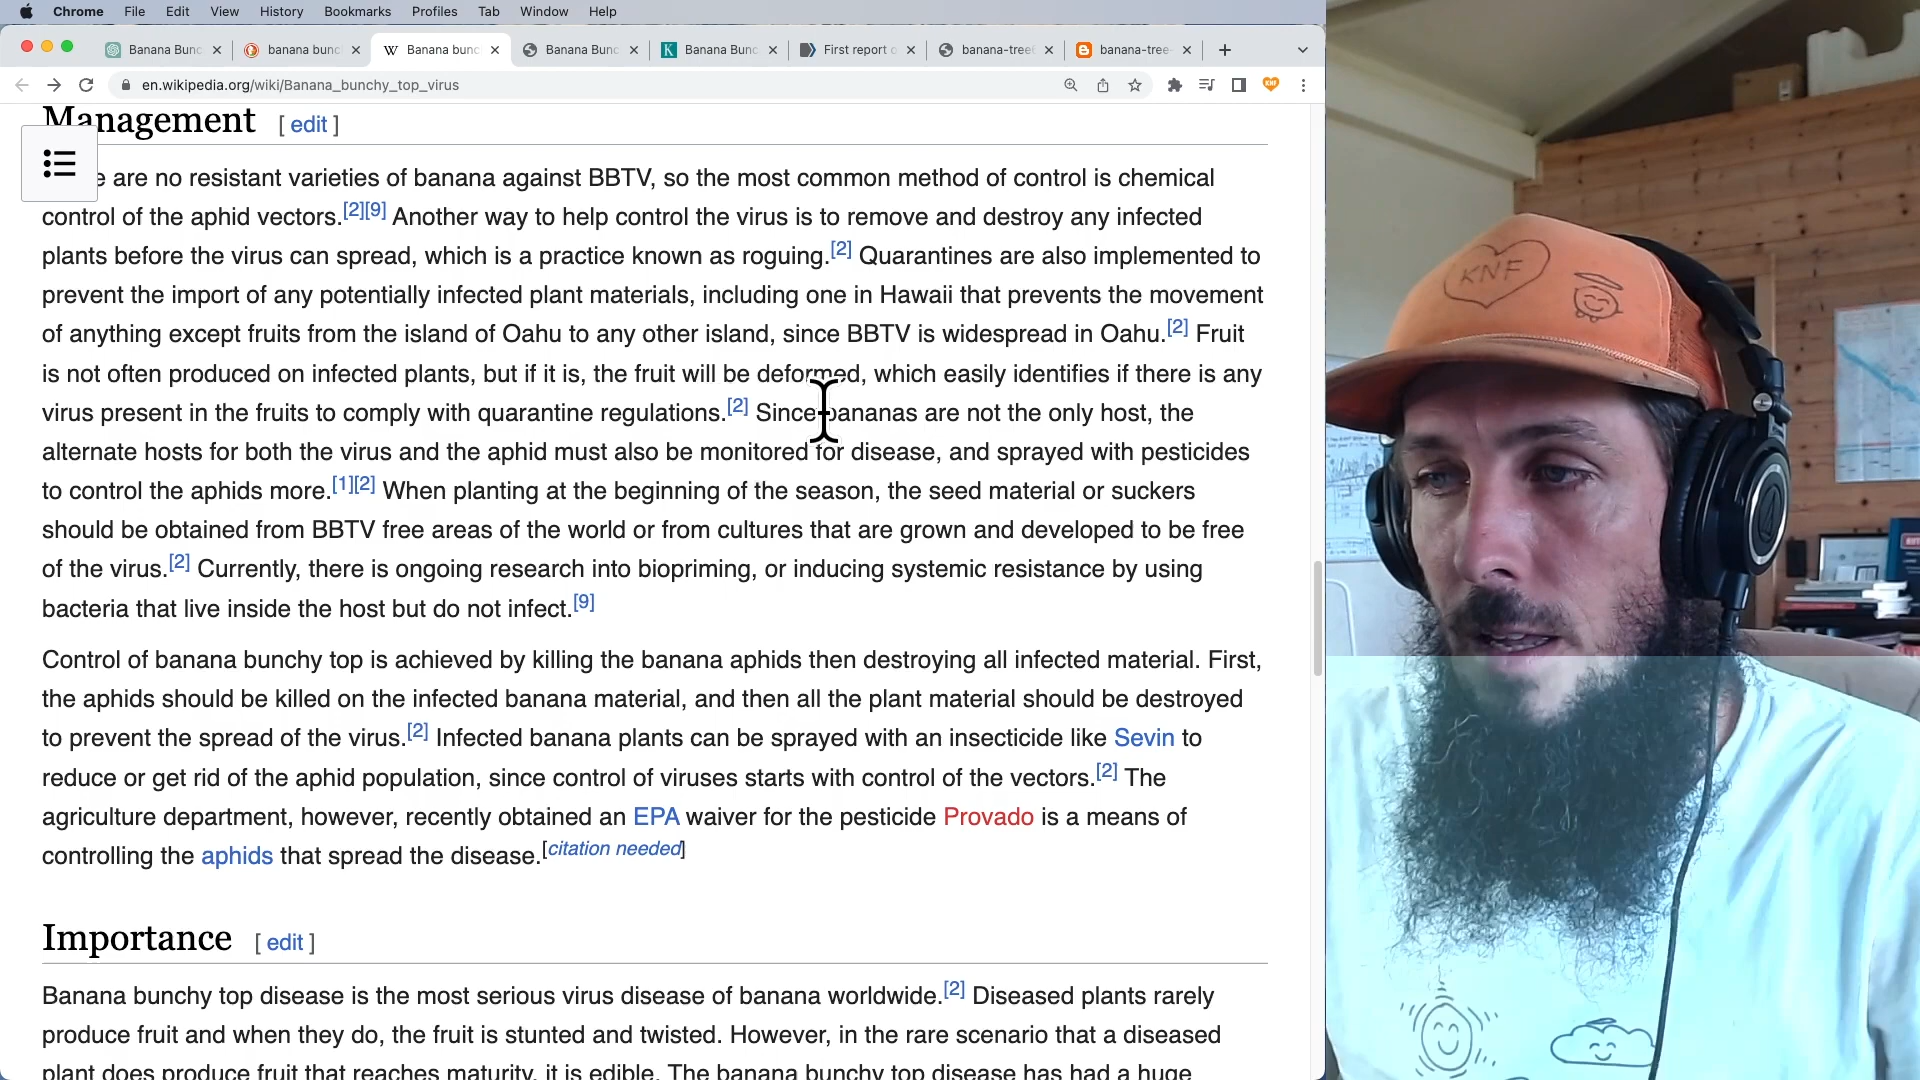 Chrome File Edit View History Bookmarks Profiles Tab Window Help
Banana Bunc banana bunc W Banana bunc Banana Bunc K Banana Bunc First report o banana-tree banana-tree-
en.wikipedia.org/wiki/Banana_bunchy_top_virus
Management [ edit ]
e are no resistant varieties of banana against BBTV, so the most common method of control is chemical
control of the aphid vectors.[2][9] Another way to help control the virus is to remove and destroy any infected
plants before the virus can spread, which is a practice known as roguing.[2] Quarantines are also implemented to
prevent the import of any potentially infected plant materials, including one in Hawaii that prevents the movement
of anything except fruits from the island of Oahu to any other island, since BBTV is widespread in Oahu.[2] Fruit
is not often produced on infected plants, but if it is, the fruit will be deformed, which easily identifies if there is any
virus present in the fruits to comply with quarantine regulations.[2] Since bananas are not the only host, the
alternate hosts for both the virus and the aphid must also be monitored for disease, and sprayed with pesticides
to control the aphids more.[1][2] When planting at the beginning of the season, the seed material or suckers
should be obtained from BBTV free areas of the world or from cultures that are grown and developed to be free
of the virus.[2] Currently, there is ongoing research into biopriming, or inducing systemic resistance by using
bacteria that live inside the host but do not infect.[9]
Control of banana bunchy top is achieved by killing the banana aphids then destroying all infected material. First,
the aphids should be killed on the infected banana material, and then all the plant material should be destroyed
to prevent the spread of the virus.[2] Infected banana plants can be sprayed with an insecticide like Sevin to
reduce or get rid of the aphid population, since control of viruses starts with control of the vectors.[2] The
agriculture department, however, recently obtained an EPA waiver for the pesticide Provado is a means of
controlling the aphids that spread the disease.[citation needed]
Importance [ edit ]
Banana bunchy top disease is the most serious virus disease of banana worldwide.[2] Diseased plants rarely
produce fruit and when they do, the fruit is stunted and twisted. However, in the rare scenario that a diseased
plant does produce fruit that reaches maturity, it is edible. The banana bunchy top disease has had a huge
KNF